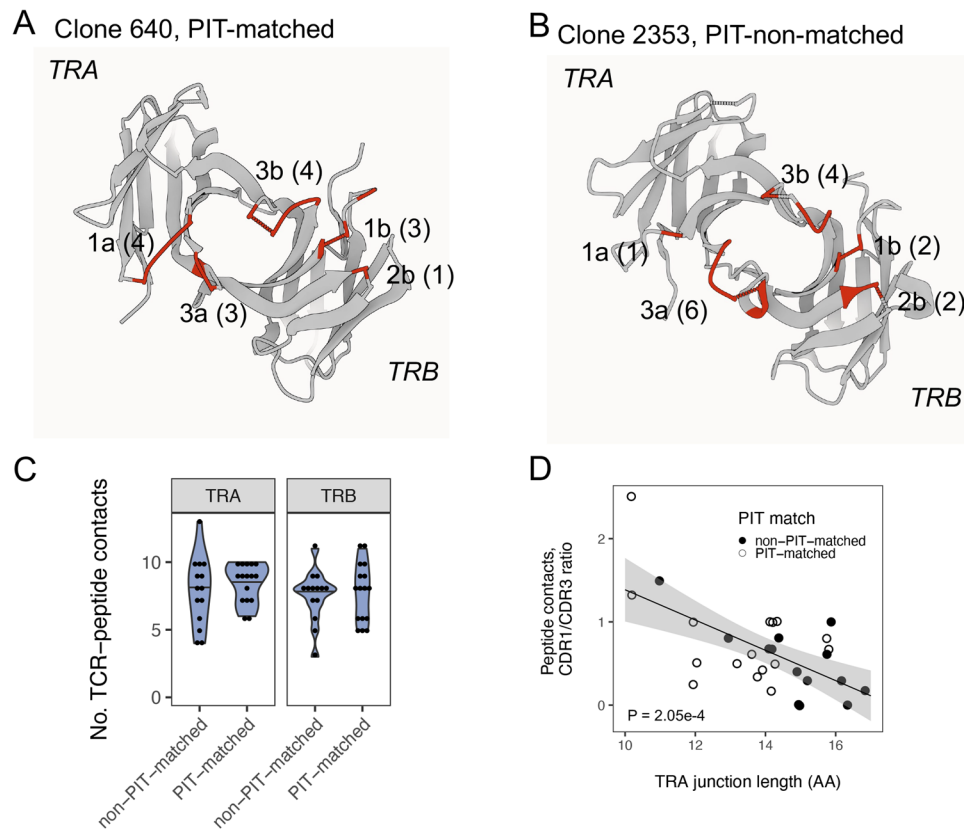 A Clone 640, PIT-matched
TRA
3b (4)
1b (3)
1a (4)
2b (1)
3a (3)
TRB
B Clone 2353, PIT-non-matched
TRA
3b (4)
1b (2)
1a (1)
3a (6)
2b (2)
TRB
C
No. TCR-peptide contacts
TRA TRB
10
5
0
non-PIT-matched
PIT-matched
non-PIT-matched
PIT-matched
D
Peptide contacts,
CDR1/CDR3 ratio
2
1
0
PIT match
non-PIT-matched
PIT-matched
P = 2.05e-4
10 12 14 16
TRA junction length (AA)